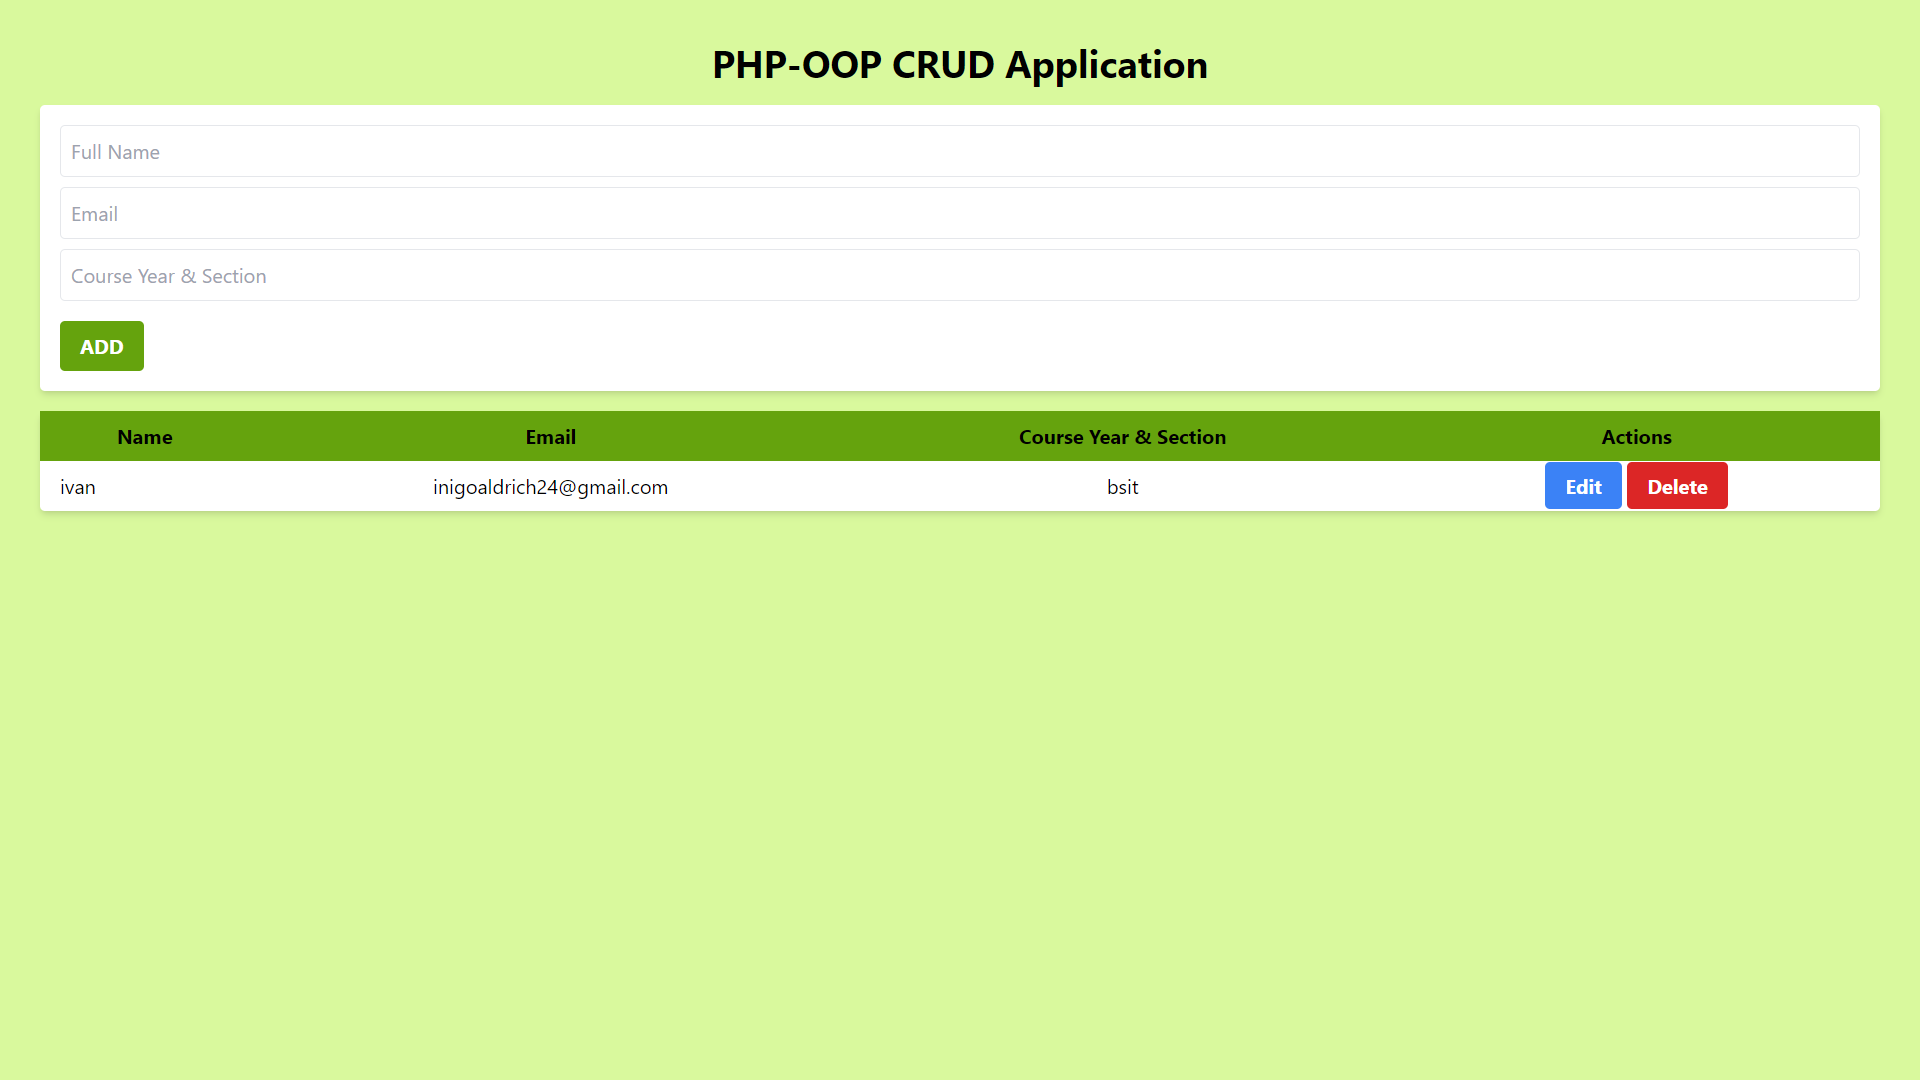 PHP-OOP CRUD Application
Full Name
Email
Course Year & Section
ADD
Name Email Course Year & Section Actions
ivan inigoaldrich24@gmail.com bsit Edit Delete